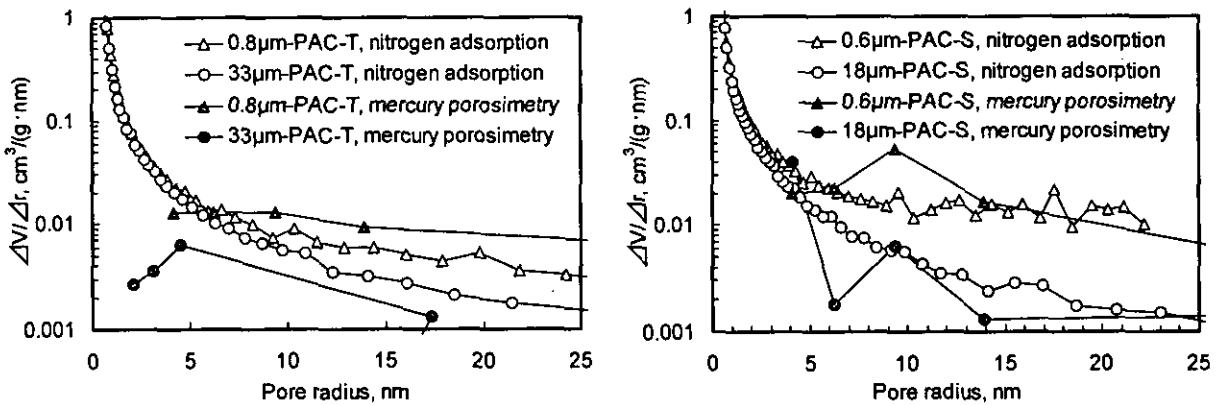 1
0.1
0.01
0.001
ΔV/Δr, cm³/(g·nm)
0.8μm-PAC-T, nitrogen adsorption
33μm-PAC-T, nitrogen adsorption
0.8μm-PAC-T, mercury porosimetry
33μm-PAC-T, mercury porosimetry
0 5 10 15 20 25
Pore radius, nm
1
0.1
0.01
0.001
ΔV/Δr, cm³/(g·nm)
0.6μm-PAC-S, nitrogen adsorption
18μm-PAC-S, nitrogen adsorption
0.6μm-PAC-S, mercury porosimetry
18μm-PAC-S, mercury porosimetry
0 5 10 15 20 25
Pore radius, nm